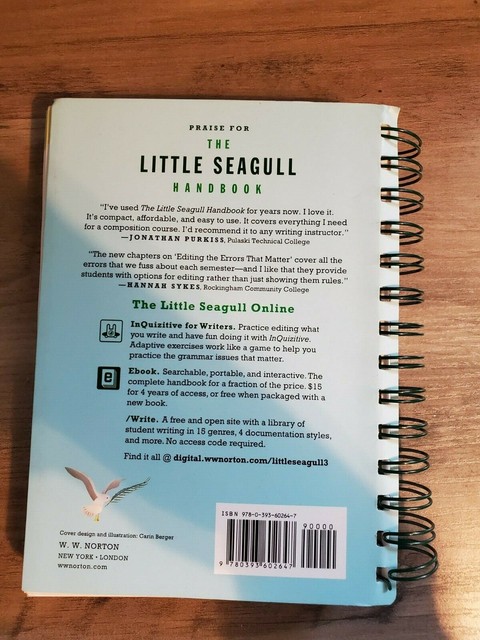 PRAISE FOR
THE
LITTLE SEAGULL
HANDBOOK
"I've used The Little Seagull Handbook for years now. I love it.
It's compact, affordable, and easy to use. It covers everything I need
for a composition course. I'd recommend it to any writing instructor."
—JONATHAN PURKISS, Pulaski Technical College
"The new chapters on 'Editing the Errors That Matter' cover all the
errors that we fuss about each semester—and I like that they provide
students with options for editing rather than just showing them rules."
—HANNAH SYKES, Rockingham Community College
The Little Seagull Online
InQuizitive for Writers. Practice editing what
you write and have fun doing it with InQuizitive.
Adaptive exercises work like a game to help you
practice the grammar issues that matter.
Ebook. Searchable, portable, and interactive. The
complete handbook for a fraction of the price. $15
for 4 years of access, or free when packaged with a
new book.
/Write. A free and open site with a library of
student writing in 15 genres, 4 documentation styles,
and more. No access code required.
Find it all @ digital.wwnorton.com/littleseagull3
Cover design and illustration: Carin Berger
W. W. NORTON
NEW YORK • LONDON
wwnorton.com
ISBN 978-0-393-60264-7
90000
9 780393 602647